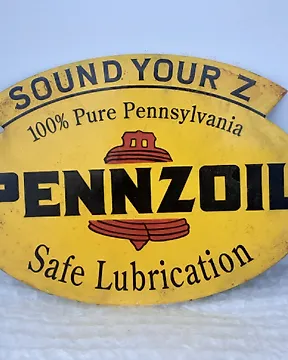 SOUND YOUR Z
100% Pure Pennsylvania
PENNZOIL
Safe Lubrication